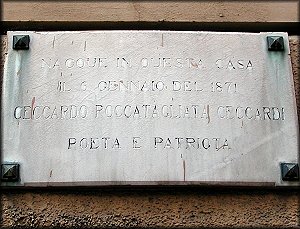 NACQUE IN QUESTA CASA
IL 6 GENNAIO DEL 1871
CECCARDO ROCCATAGLIATA CECCARDI
POETA E PATRIOTA